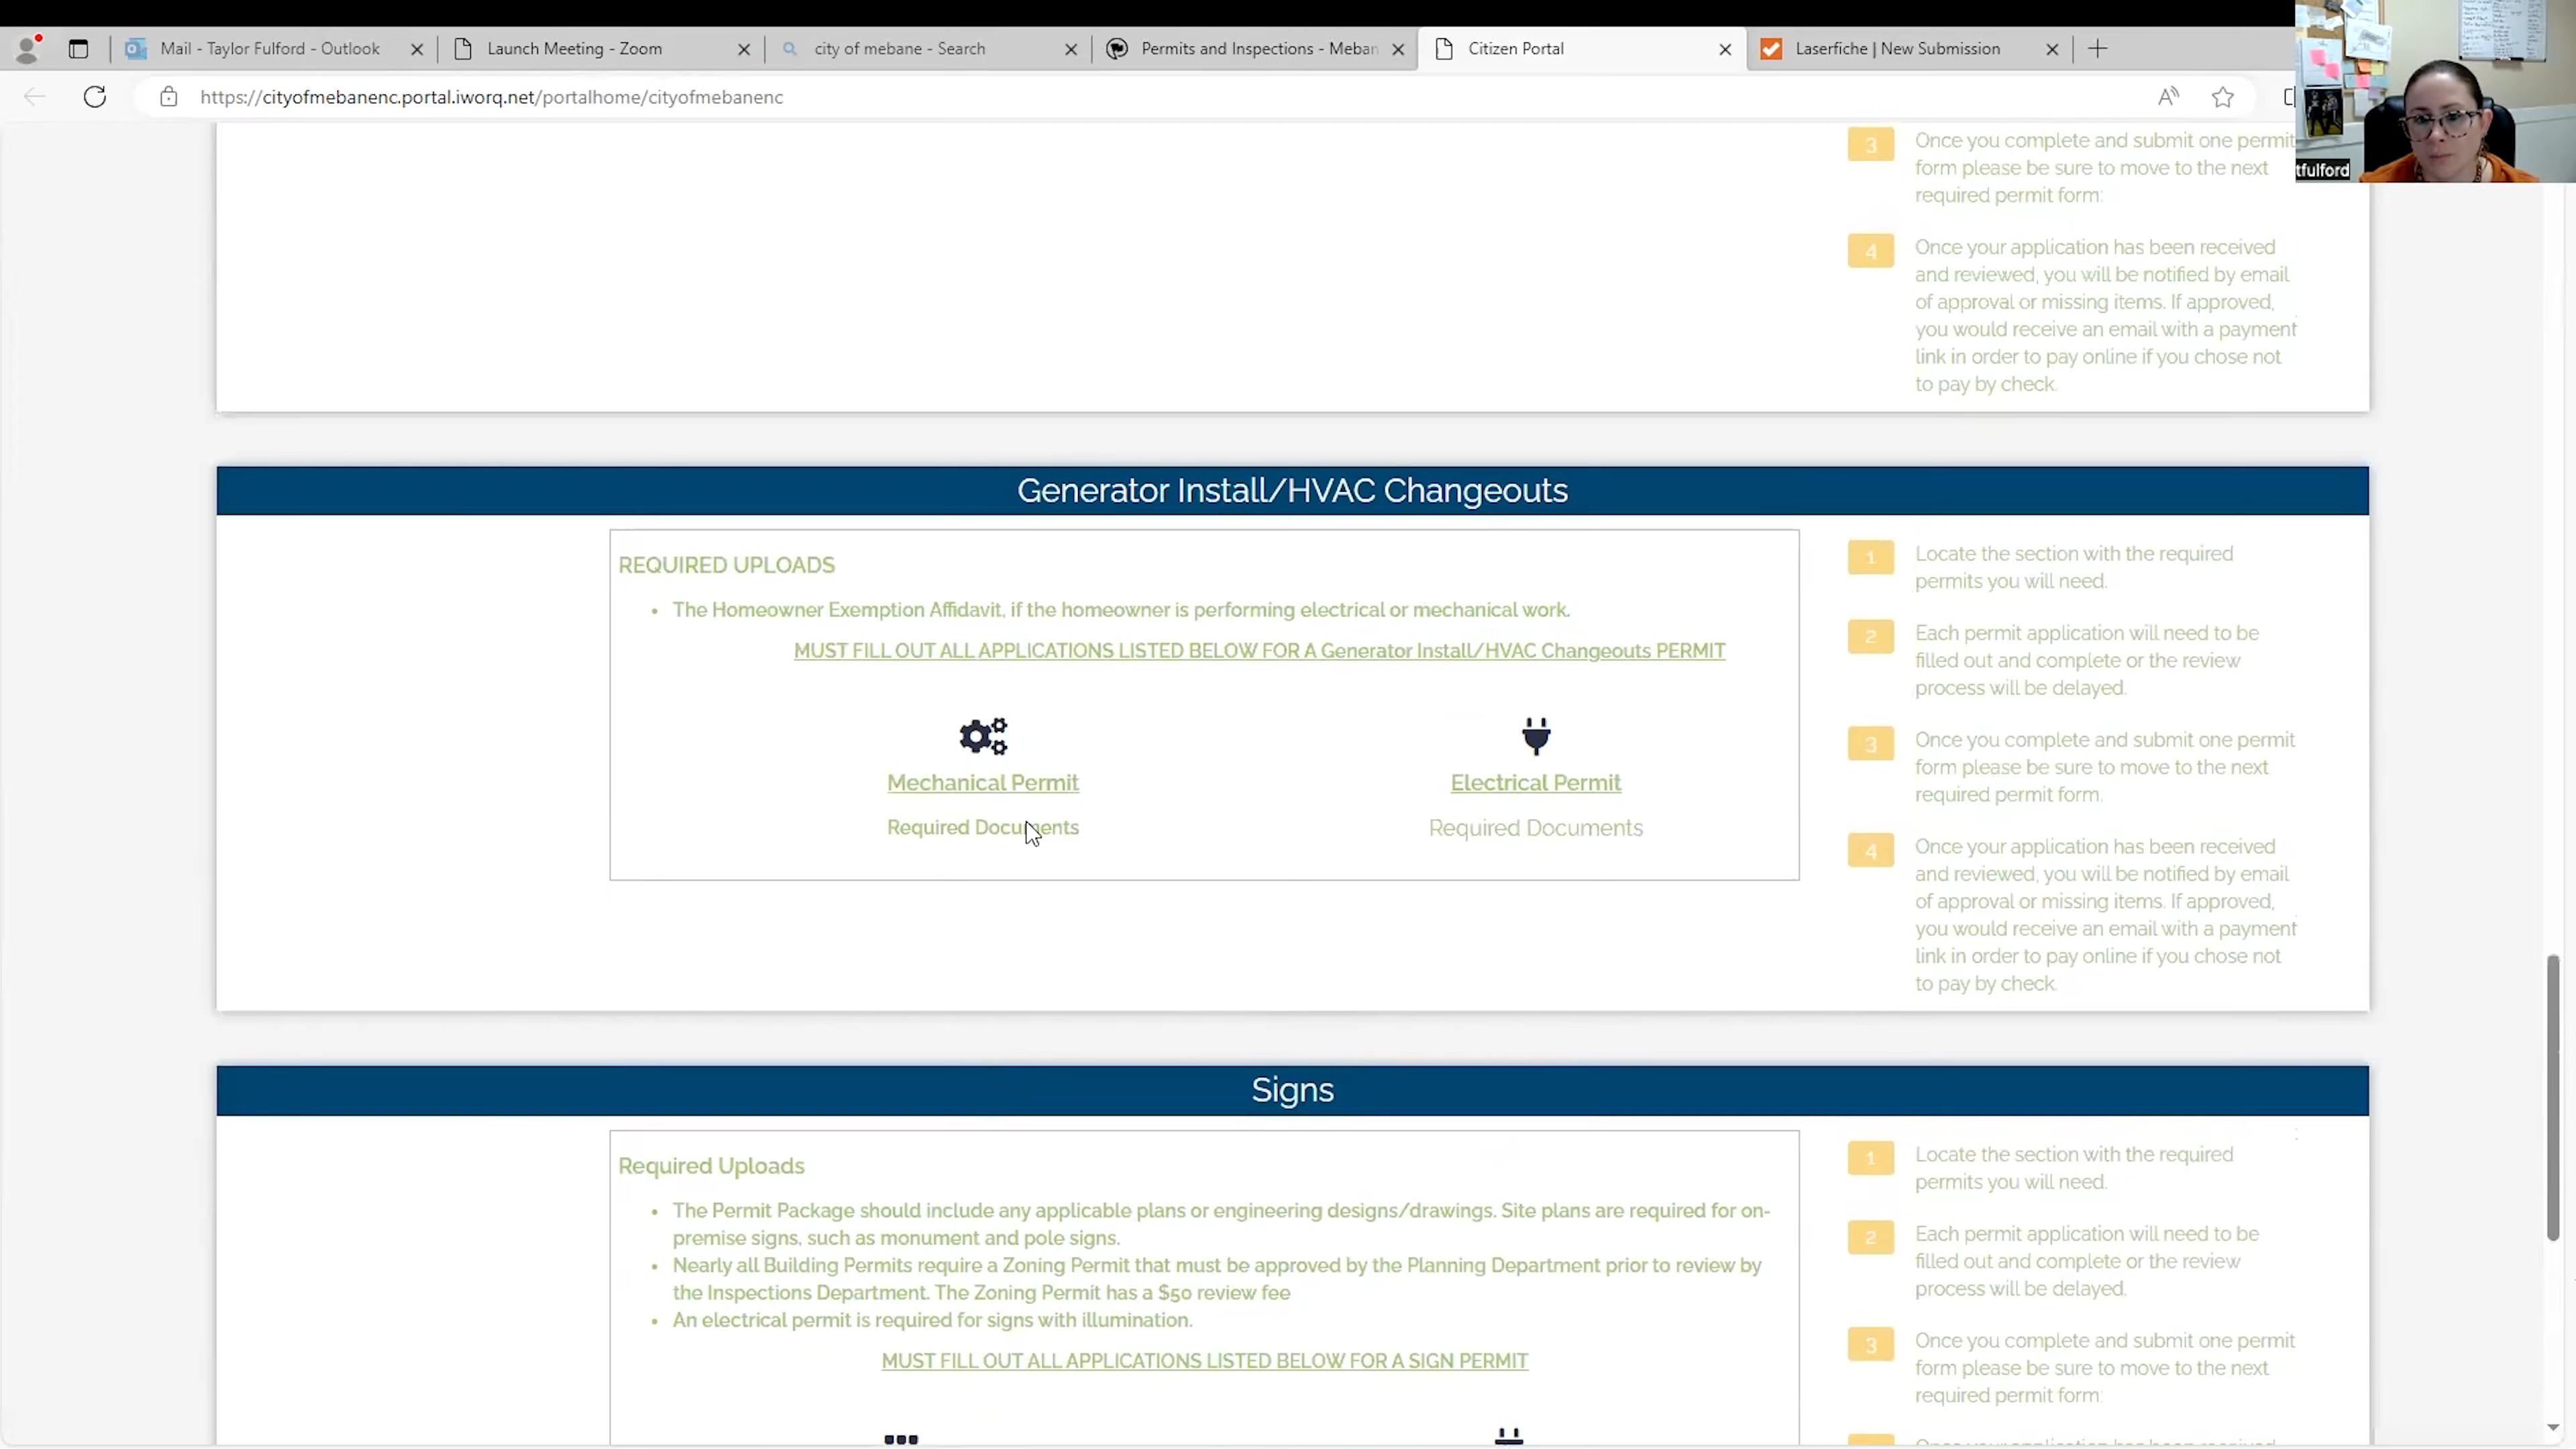 Mail - Taylor Fulford - Outlook
Launch Meeting - Zoom
city of mebane - Search
Permits and Inspections - Meban
Citizen Portal
Laserfiche | New Submission
https://cityofmebanenc.portal.iworq.net/portalhome/cityofmebanenc
tfulford
3
Once you complete and submit one permit
form please be sure to move to the next
required permit form.
4
Once your application has been received
and reviewed, you will be notified by email
of approval or missing items. If approved,
you would receive an email with a payment
link in order to pay online if you chose not
to pay by check.
Generator Install/HVAC Changeouts
REQUIRED UPLOADS
• The Homeowner Exemption Affidavit, if the homeowner is performing electrical or mechanical work.
MUST FILL OUT ALL APPLICATIONS LISTED BELOW FOR A Generator Install/HVAC Changeouts PERMIT
Mechanical Permit
Required Documents
Electrical Permit
Required Documents
1
Locate the section with the required
permits you will need.
2
Each permit application will need to be
filled out and complete or the review
process will be delayed.
3
Once you complete and submit one permit
form please be sure to move to the next
required permit form.
4
Once your application has been received
and reviewed, you will be notified by email
of approval or missing items. If approved,
you would receive an email with a payment
link in order to pay online if you chose not
to pay by check.
Signs
Required Uploads
• The Permit Package should include any applicable plans or engineering designs/drawings. Site plans are required for on-
premise signs, such as monument and pole signs.
• Nearly all Building Permits require a Zoning Permit that must be approved by the Planning Department prior to review by
the Inspections Department. The Zoning Permit has a $50 review fee
• An electrical permit is required for signs with illumination.
MUST FILL OUT ALL APPLICATIONS LISTED BELOW FOR A SIGN PERMIT
1
Locate the section with the required
permits you will need.
2
Each permit application will need to be
filled out and complete or the review
process will be delayed.
3
Once you complete and submit one permit
form please be sure to move to the next
required permit form.